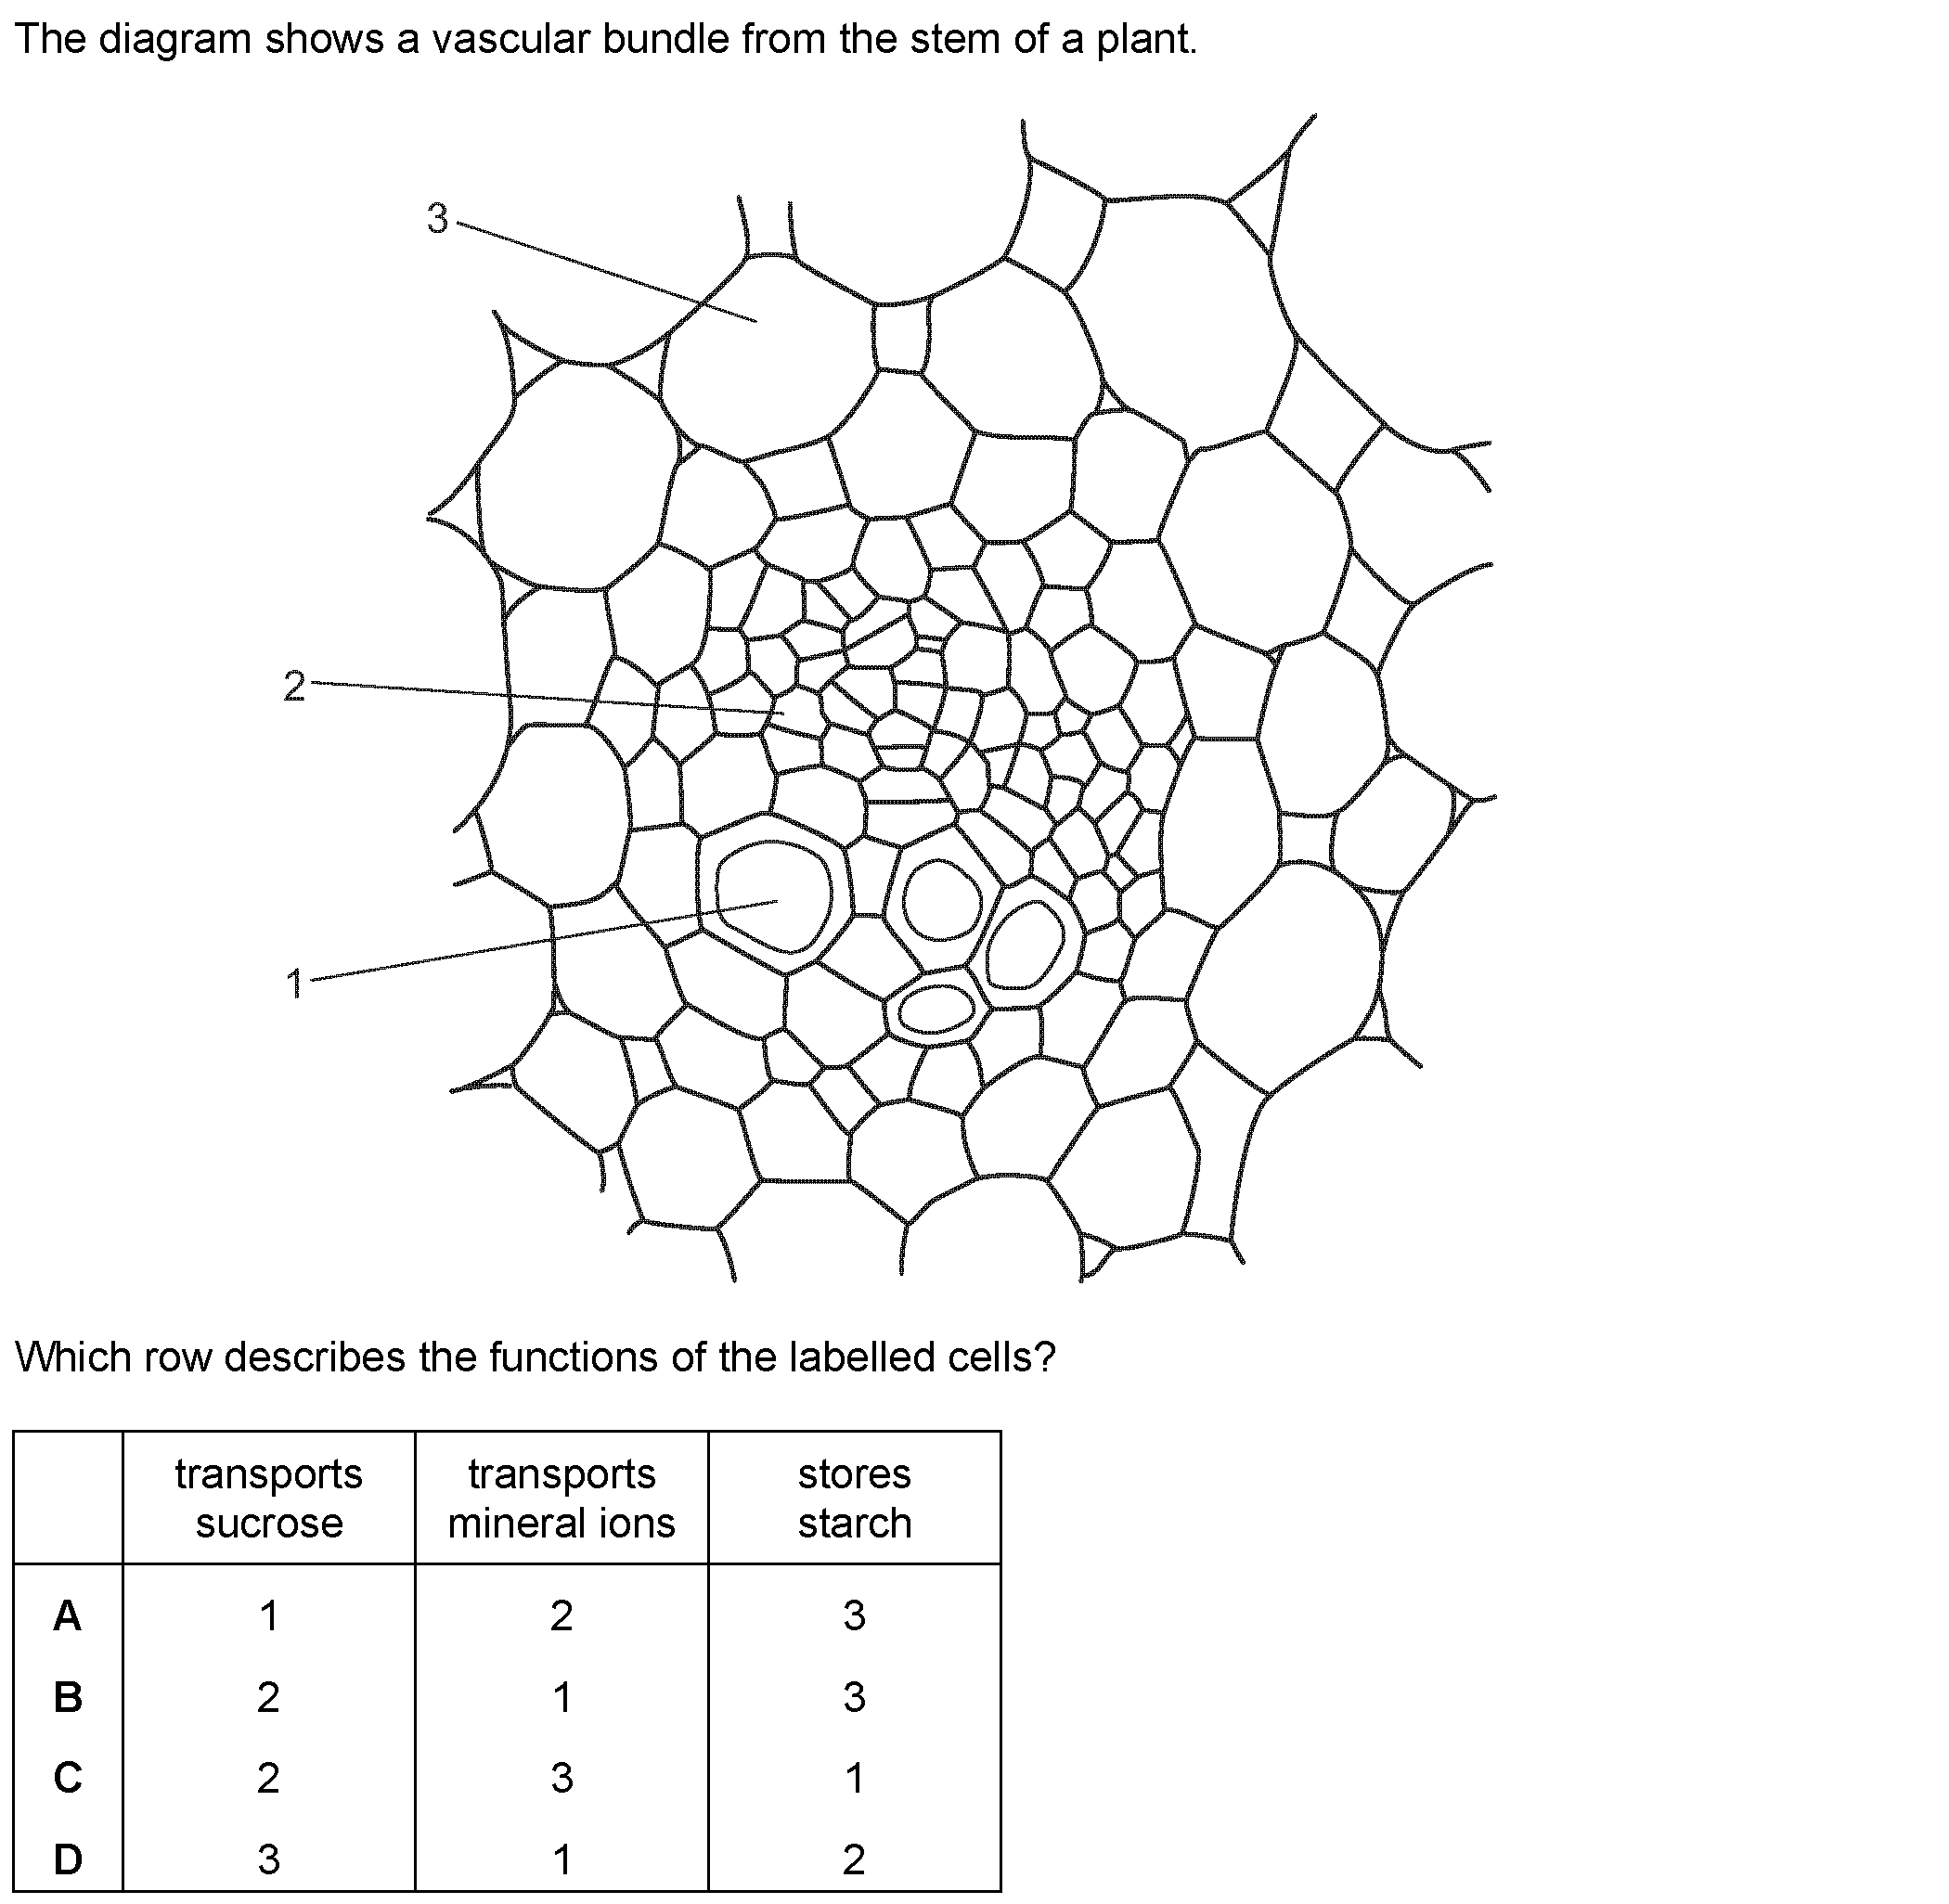 The diagram shows a vascular bundle from the stem of a plant.
3
2
1
Which row describes the functions of the labelled cells?
transports sucrose transports mineral ions stores starch
A 1 2 3
B 2 1 3
C 2 3 1
D 3 1 2